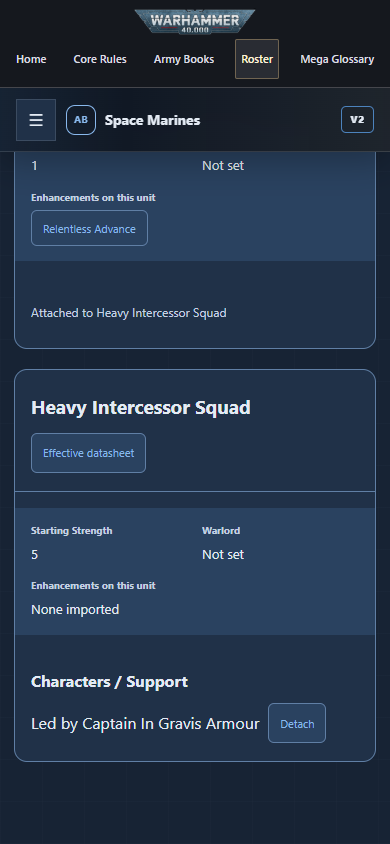 WARHAMMER
40,000
Home Core Rules Army Books Roster Mega Glossary
☰ AB Space Marines V2
1 Not set
Enhancements on this unit
Relentless Advance
Attached to Heavy Intercessor Squad
Heavy Intercessor Squad
Effective datasheet
Starting Strength Warlord
5 Not set
Enhancements on this unit
None imported
Characters / Support
Led by Captain In Gravis Armour Detach